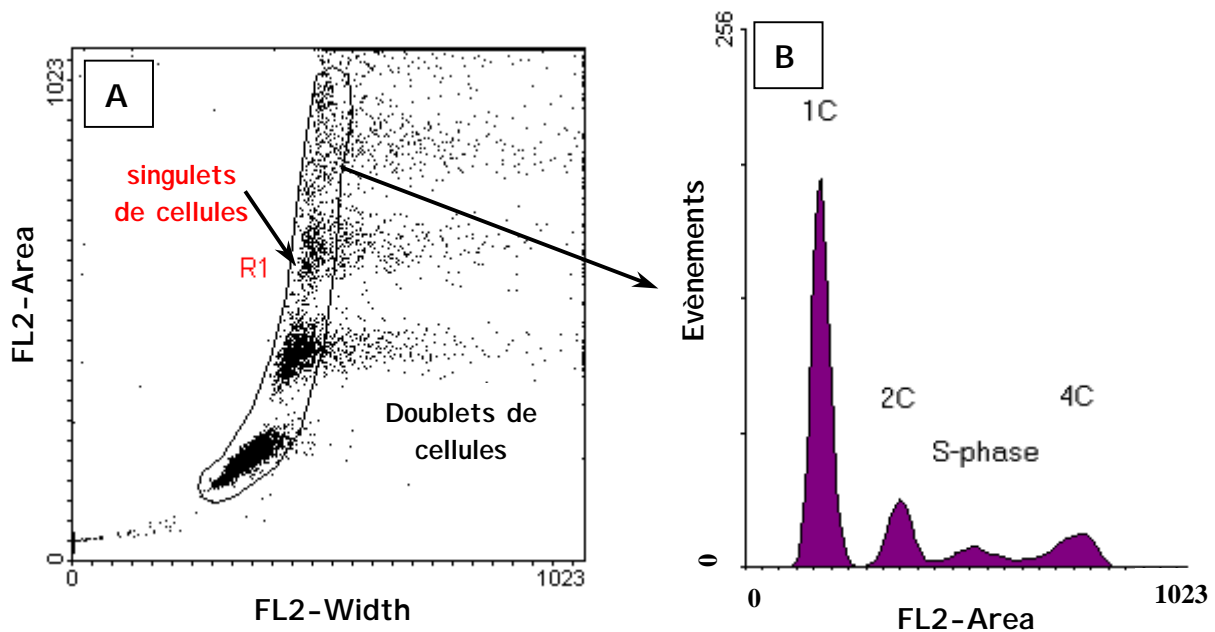 A
1023
singulets
de cellules
R1
FL2-Area
Doublets de
cellules
0
0
1023
FL2-Width
B
256
1C
2C
4C
S-phase
Evènements
0
0
1023
FL2-Area